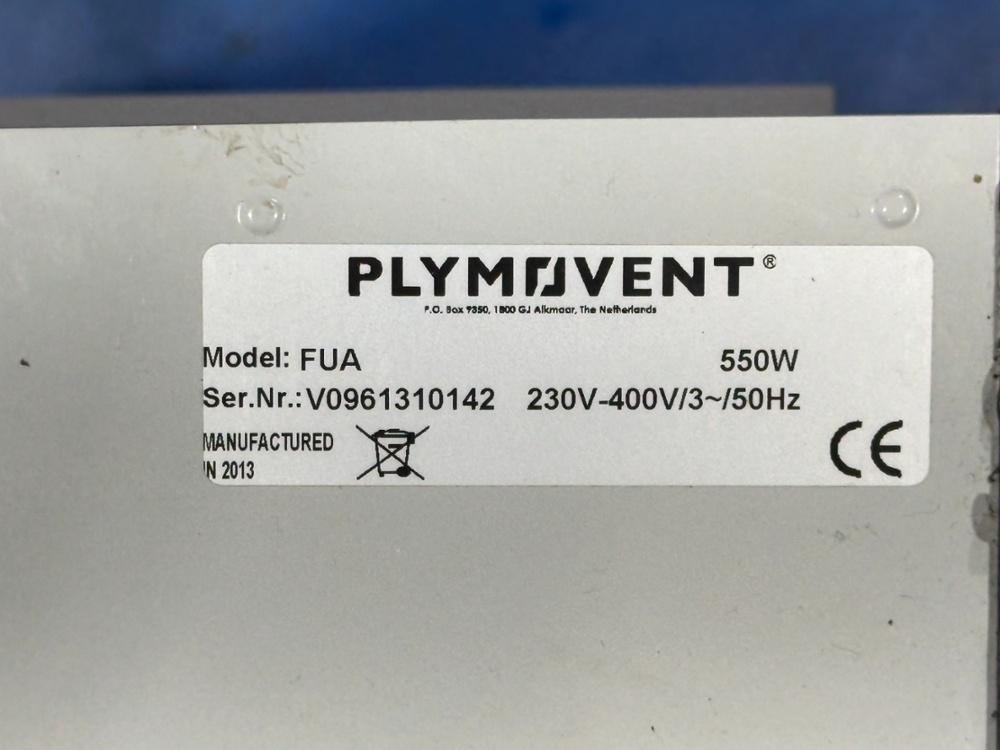 PLYMOVENT®
P.O. Box 9350, 1800 GJ Alkmaar, The Netherlands
Model: FUA 550W
Ser.Nr.: V0961310142 230V-400V/3~/50Hz
MANUFACTURED
IN 2013
CE